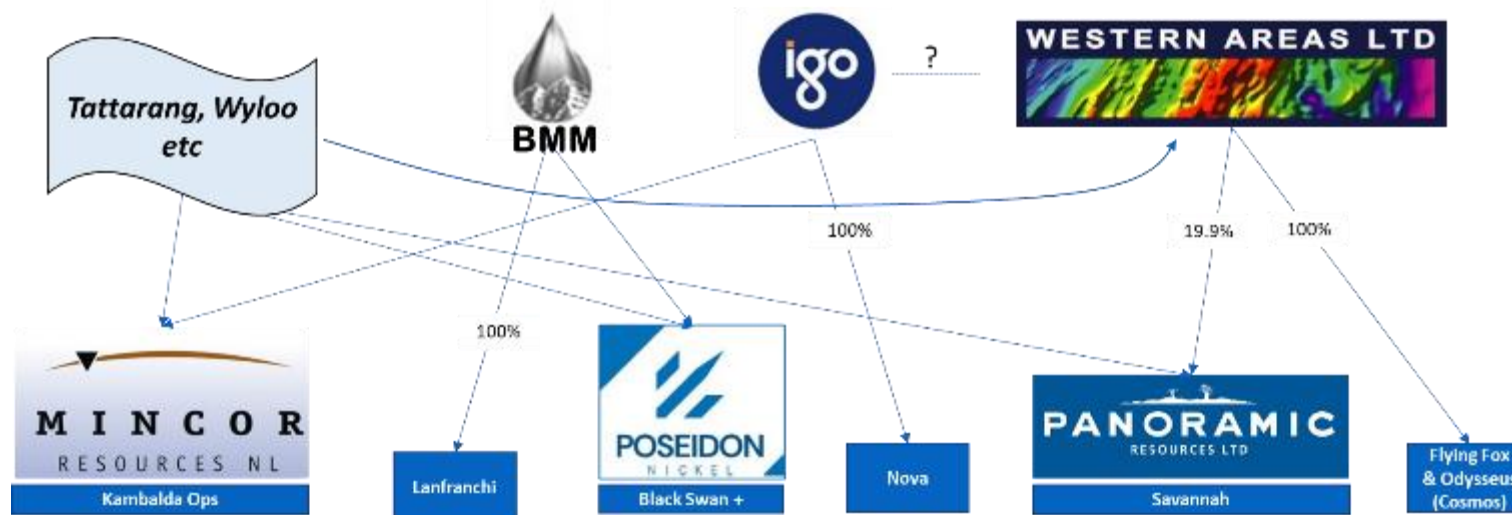 Tattarang, Wyloo
etc
BMM
igo
?
WESTERN AREAS LTD
100%
19.9%
100%
100%
MINCOR
RESOURCES NL
Kambalda Ops
Lanfranchi
POSEIDON
NICKEL
Black Swan +
Nova
PANORAMIC
RESOURCES LTD
Savannah
Flying Fox
& Odysseus
(Cosmos)